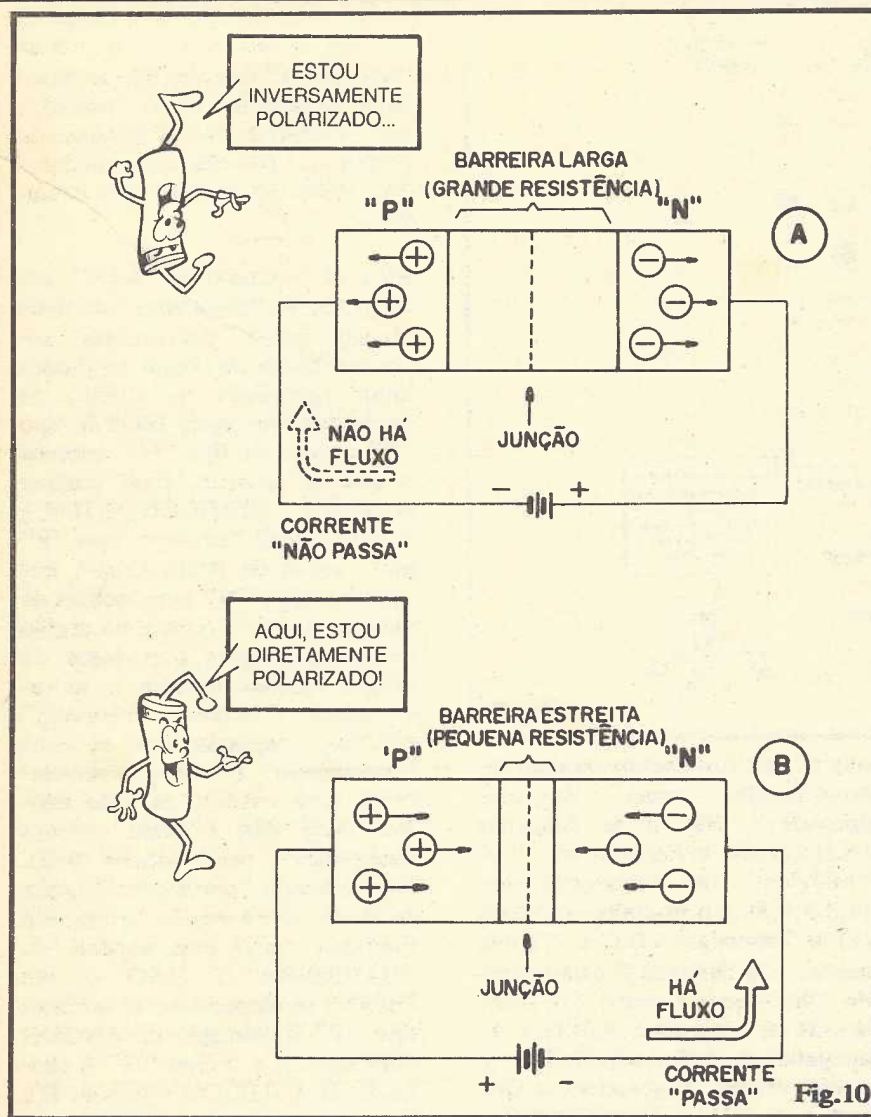 ESTOU
INVERSAMENTE
POLARIZADO...
BARREIRA LARGA
(GRANDE RESISTÊNCIA)
"P"
"N"
A
+
-
+
-
+
-
NÃO HÁ
FLUXO
JUNÇÃO
- +
CORRENTE
"NÃO PASSA"
AQUI, ESTOU
DIRETAMENTE
POLARIZADO!
BARREIRA ESTREITA
(PEQUENA RESISTÊNCIA)
"P"
"N"
B
+
-
+
-
+
-
JUNÇÃO
HÁ
FLUXO
+ -
CORRENTE
"PASSA"
Fig.10